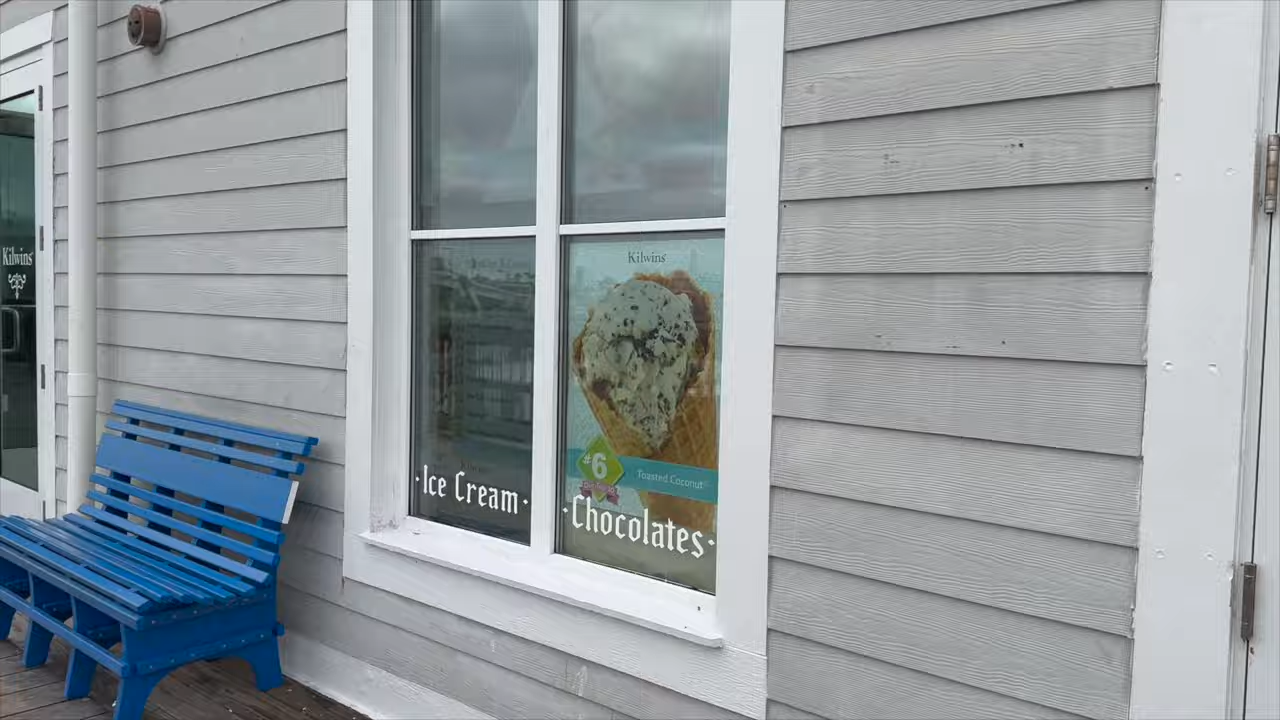 Kilwins
Kilwins
#6
Toasted Coconut
·Ice Cream·
·Chocolates·